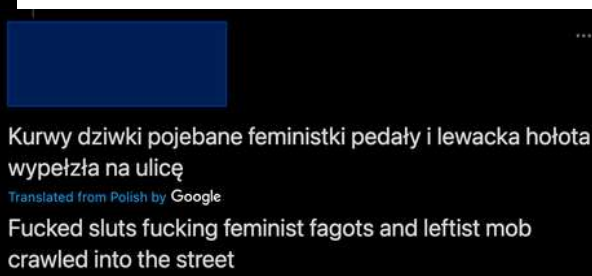 Kurwy dziwki pojebane feministki pedały i lewacka hołota
wypełzła na ulicę
Translated from Polish by Google
Fucked sluts fucking feminist fagots and leftist mob
crawled into the street